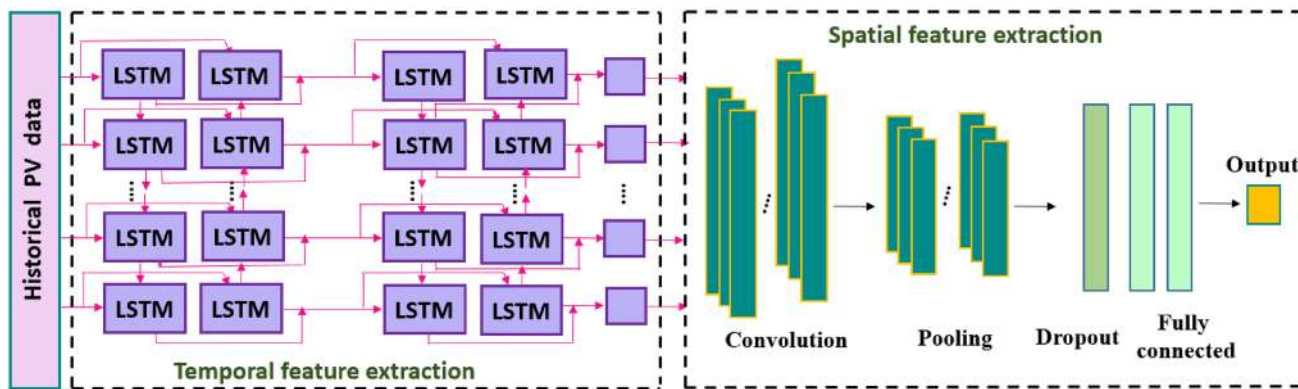 Historical PV data
LSTM LSTM LSTM LSTM
LSTM LSTM LSTM LSTM
LSTM LSTM LSTM LSTM
LSTM LSTM LSTM LSTM
Temporal feature extraction
Spatial feature extraction
Convolution
Pooling
Dropout
Fully
connected
Output